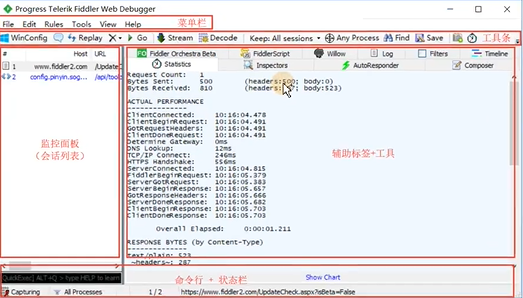 Progress Telerik Fiddler Web Debugger
File Edit Rules Tools View Help
菜单栏
WinConfig Replay Go Stream Decode Keep: All sessions Any Process Find Save
工具条
# Host URL
Fiddler Orchestra Beta FiddlerScript Willow Log Filters Timeline
Statistics Inspectors AutoResponder Composer
1 www.fiddler2.com /UpdateC
2 config.pinyin.sog... /api/tool
Request Count: 1
Bytes Sent: 500 (headers:500; body:0)
Bytes Received: 810 (headers: ; body:523)
ACTUAL PERFORMANCE
ClientConnected: 10:16:04.478
ClientBeginRequest: 10:16:04.491
GotRequestHeaders: 10:16:04.491
ClientDoneRequest: 10:16:04.491
Determine Gateway: 0ms
DNS Lookup: 12ms
TCP/IP Connect: 246ms
HTTPS Handshake: 556ms
ServerConnected: 10:16:04.815
FiddlerBeginRequest: 10:16:05.379
ServerGotRequest: 10:16:05.383
ServerBeginResponse: 10:16:05.657
GotResponseHeaders: 10:16:05.666
ServerDoneResponse: 10:16:05.682
ClientBeginResponse: 10:16:05.703
ClientDoneResponse: 10:16:05.703
Overall Elapsed: 0:00:01.211
RESPONSE BYTES (by Content-Type)
text/plain: 523
~headers~: 287
监控面板
(会话列表)
辅助标签+工具
[QuickExec] ALT+Q > type HELP to learn
命令行 + 状态栏
Show Chart
Capturing All Processes 1 / 2 https://www.fiddler2.com/UpdateCheck.aspx?isBeta=False